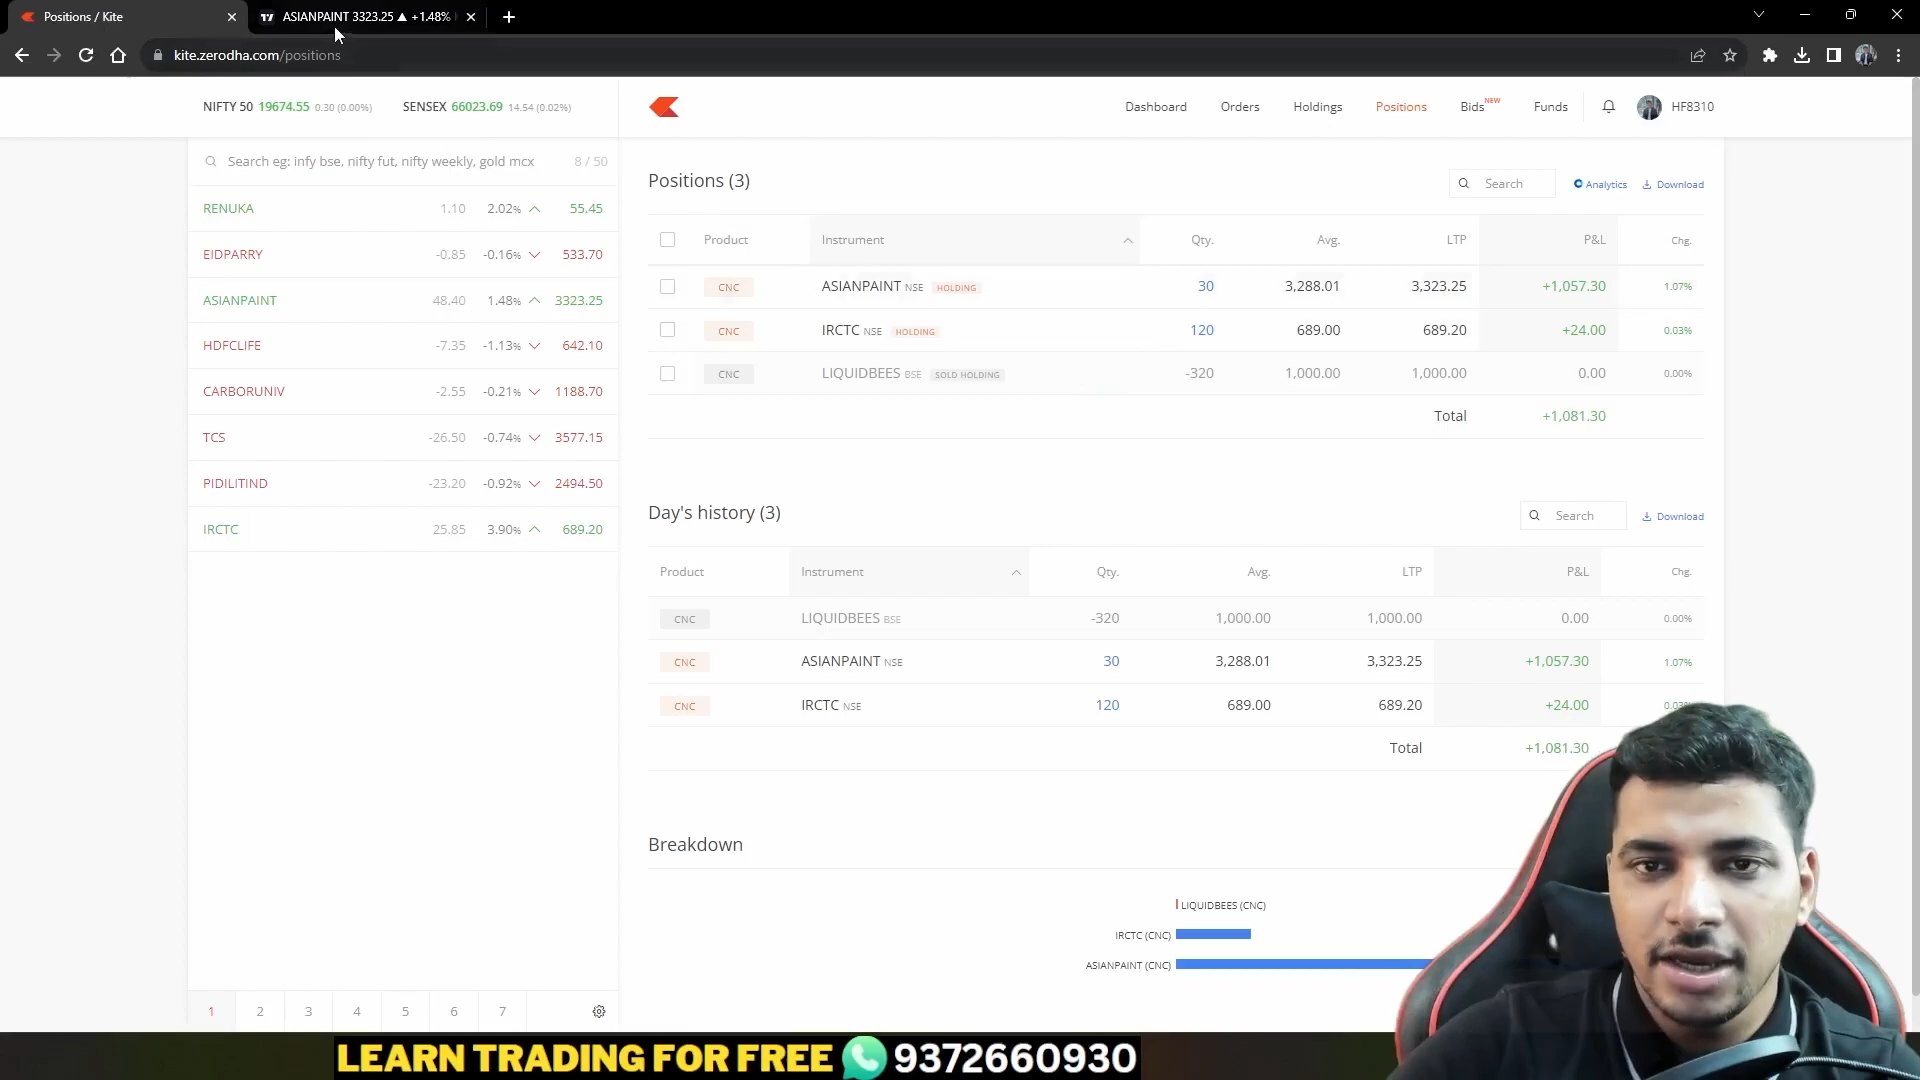 Positions / Kite
ASIANPAINT 3323.25 ▲ +1.48%
kite.zerodha.com/positions
NIFTY 50 19674.55 0.30 (0.00%) SENSEX 66023.69 14.54 (0.02%)
Dashboard Orders Holdings Positions Bids NEW Funds HF8310
Search eg: infy bse, nifty fut, nifty weekly, gold mcx 8 / 50
RENUKA 1.10 2.02% 55.45
EIDPARRY -0.85 -0.16% 533.70
ASIANPAINT 48.40 1.48% 3323.25
HDFCLIFE -7.35 -1.13% 642.10
CARBORUNIV -2.55 -0.21% 1188.70
TCS -26.50 -0.74% 3577.15
PIDILITIND -23.20 -0.92% 2494.50
IRCTC 25.85 3.90% 689.20
1 2 3 4 5 6 7
Positions (3) Search Analytics Download
Product Instrument Qty. Avg. LTP P&L Chg.
CNC ASIANPAINT NSE HOLDING 30 3,288.01 3,323.25 +1,057.30 1.07%
CNC IRCTC NSE HOLDING 120 689.00 689.20 +24.00 0.03%
CNC LIQUIDBEES BSE SOLD HOLDING -320 1,000.00 1,000.00 0.00 0.00%
Total +1,081.30
Day's history (3) Search Download
Product Instrument Qty. Avg. LTP P&L Chg.
CNC LIQUIDBEES BSE -320 1,000.00 1,000.00 0.00 0.00%
CNC ASIANPAINT NSE 30 3,288.01 3,323.25 +1,057.30 1.07%
CNC IRCTC NSE 120 689.00 689.20 +24.00
Total +1,081.30
Breakdown
LIQUIDBEES (CNC)
IRCTC (CNC)
ASIANPAINT (CNC)
LEARN TRADING FOR FREE 9372660930